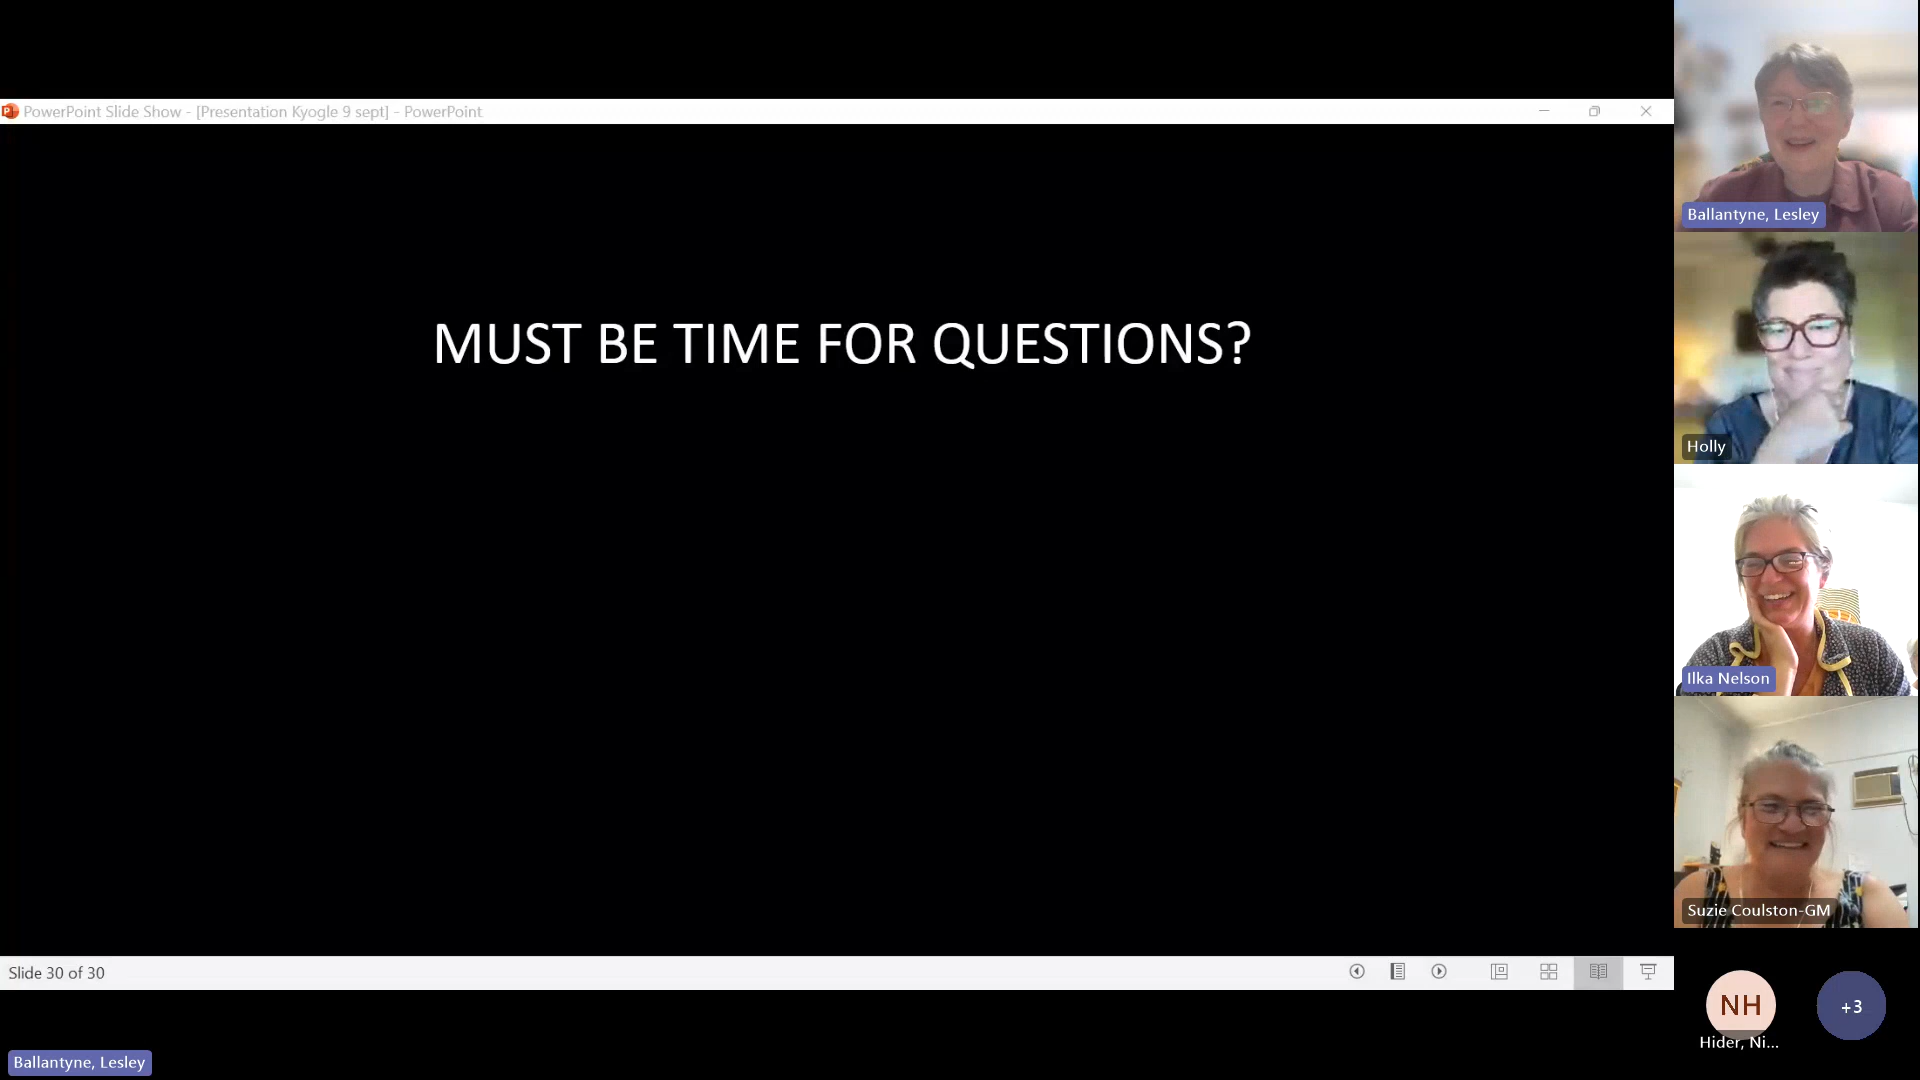 PowerPoint Slide Show - [Presentation Kyogle 9 sept] - PowerPoint
MUST BE TIME FOR QUESTIONS?
Slide 30 of 30
Ballantyne, Lesley
Ballantyne, Lesley
Holly
Ilka Nelson
Suzie Coulston-GM
NH
Hider, Ni...
+3